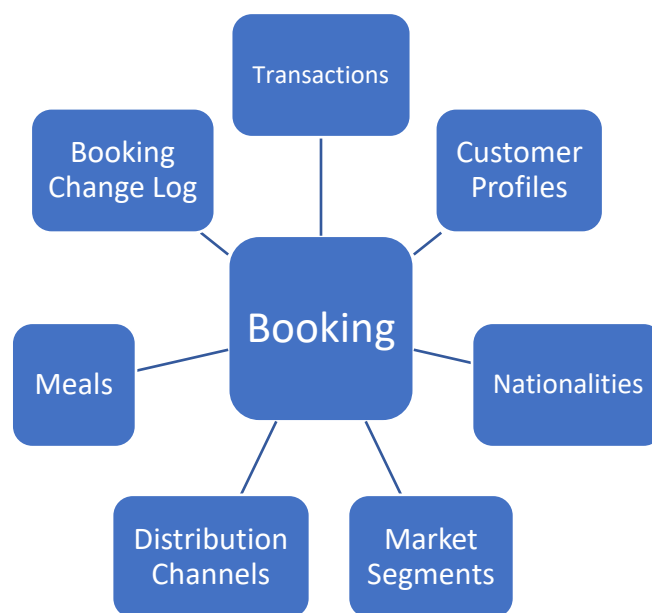 Transactions
Booking
Change Log
Customer
Profiles
Booking
Meals
Nationalities
Distribution
Channels
Market
Segments